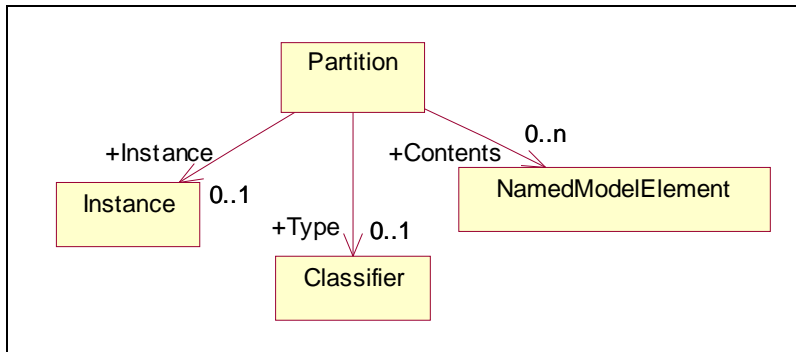 Partition
+Instance
0..n
+Contents
Instance
0..1
NamedModelElement
+Type
0..1
Classifier